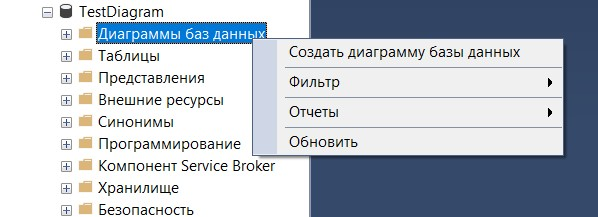 TestDiagram
Диаграммы баз данных
Таблицы
Представления
Внешние ресурсы
Синонимы
Программирование
Компонент Service Broker
Хранилище
Безопасность
Создать диаграмму базы данных
Фильтр
Отчеты
Обновить